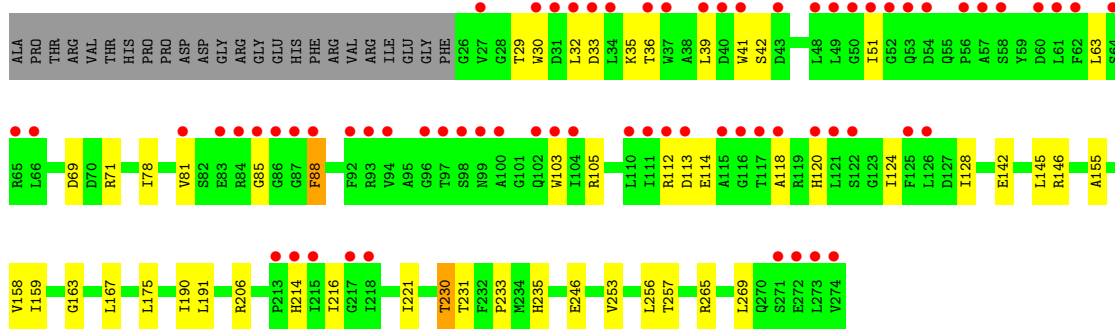 ALA PRO THR ARG VAL THR HIS PRO PRO ASP ASP GLY ARG GLY GLU HIS PHE ARG VAL ARG ILE GLU GLY PHE G26 V27 G28 T29 W30 D31 L32 D33 L34 K35 T36 W37 A38 L39 D40 W41 S42 D43 L48 L49 G50 I51 G52 Q53 D54 Q55 P56 A57 S58 Y59 D60 L61 F62 L63 S64
R65 L66 D69 D70 R71 I78 V81 S82 E83 R84 G85 G86 G87 F88 F92 R93 V94 A95 G96 T97 S98 N99 A100 G101 Q102 W103 I104 R105 L110 I111 R112 D113 E114 A115 G116 T117 A118 R119 H120 L121 S122 G123 I124 F125 L126 D127 I128 E142 L145 R146 A155
V158 I159 G163 L167 L175 I190 L191 R206 P213 H214 I215 I216 G217 I218 I221 T230 T231 F232 P233 M234 H235 E246 V253 L256 T257 R265 L269 Q270 S271 E272 L273 V274